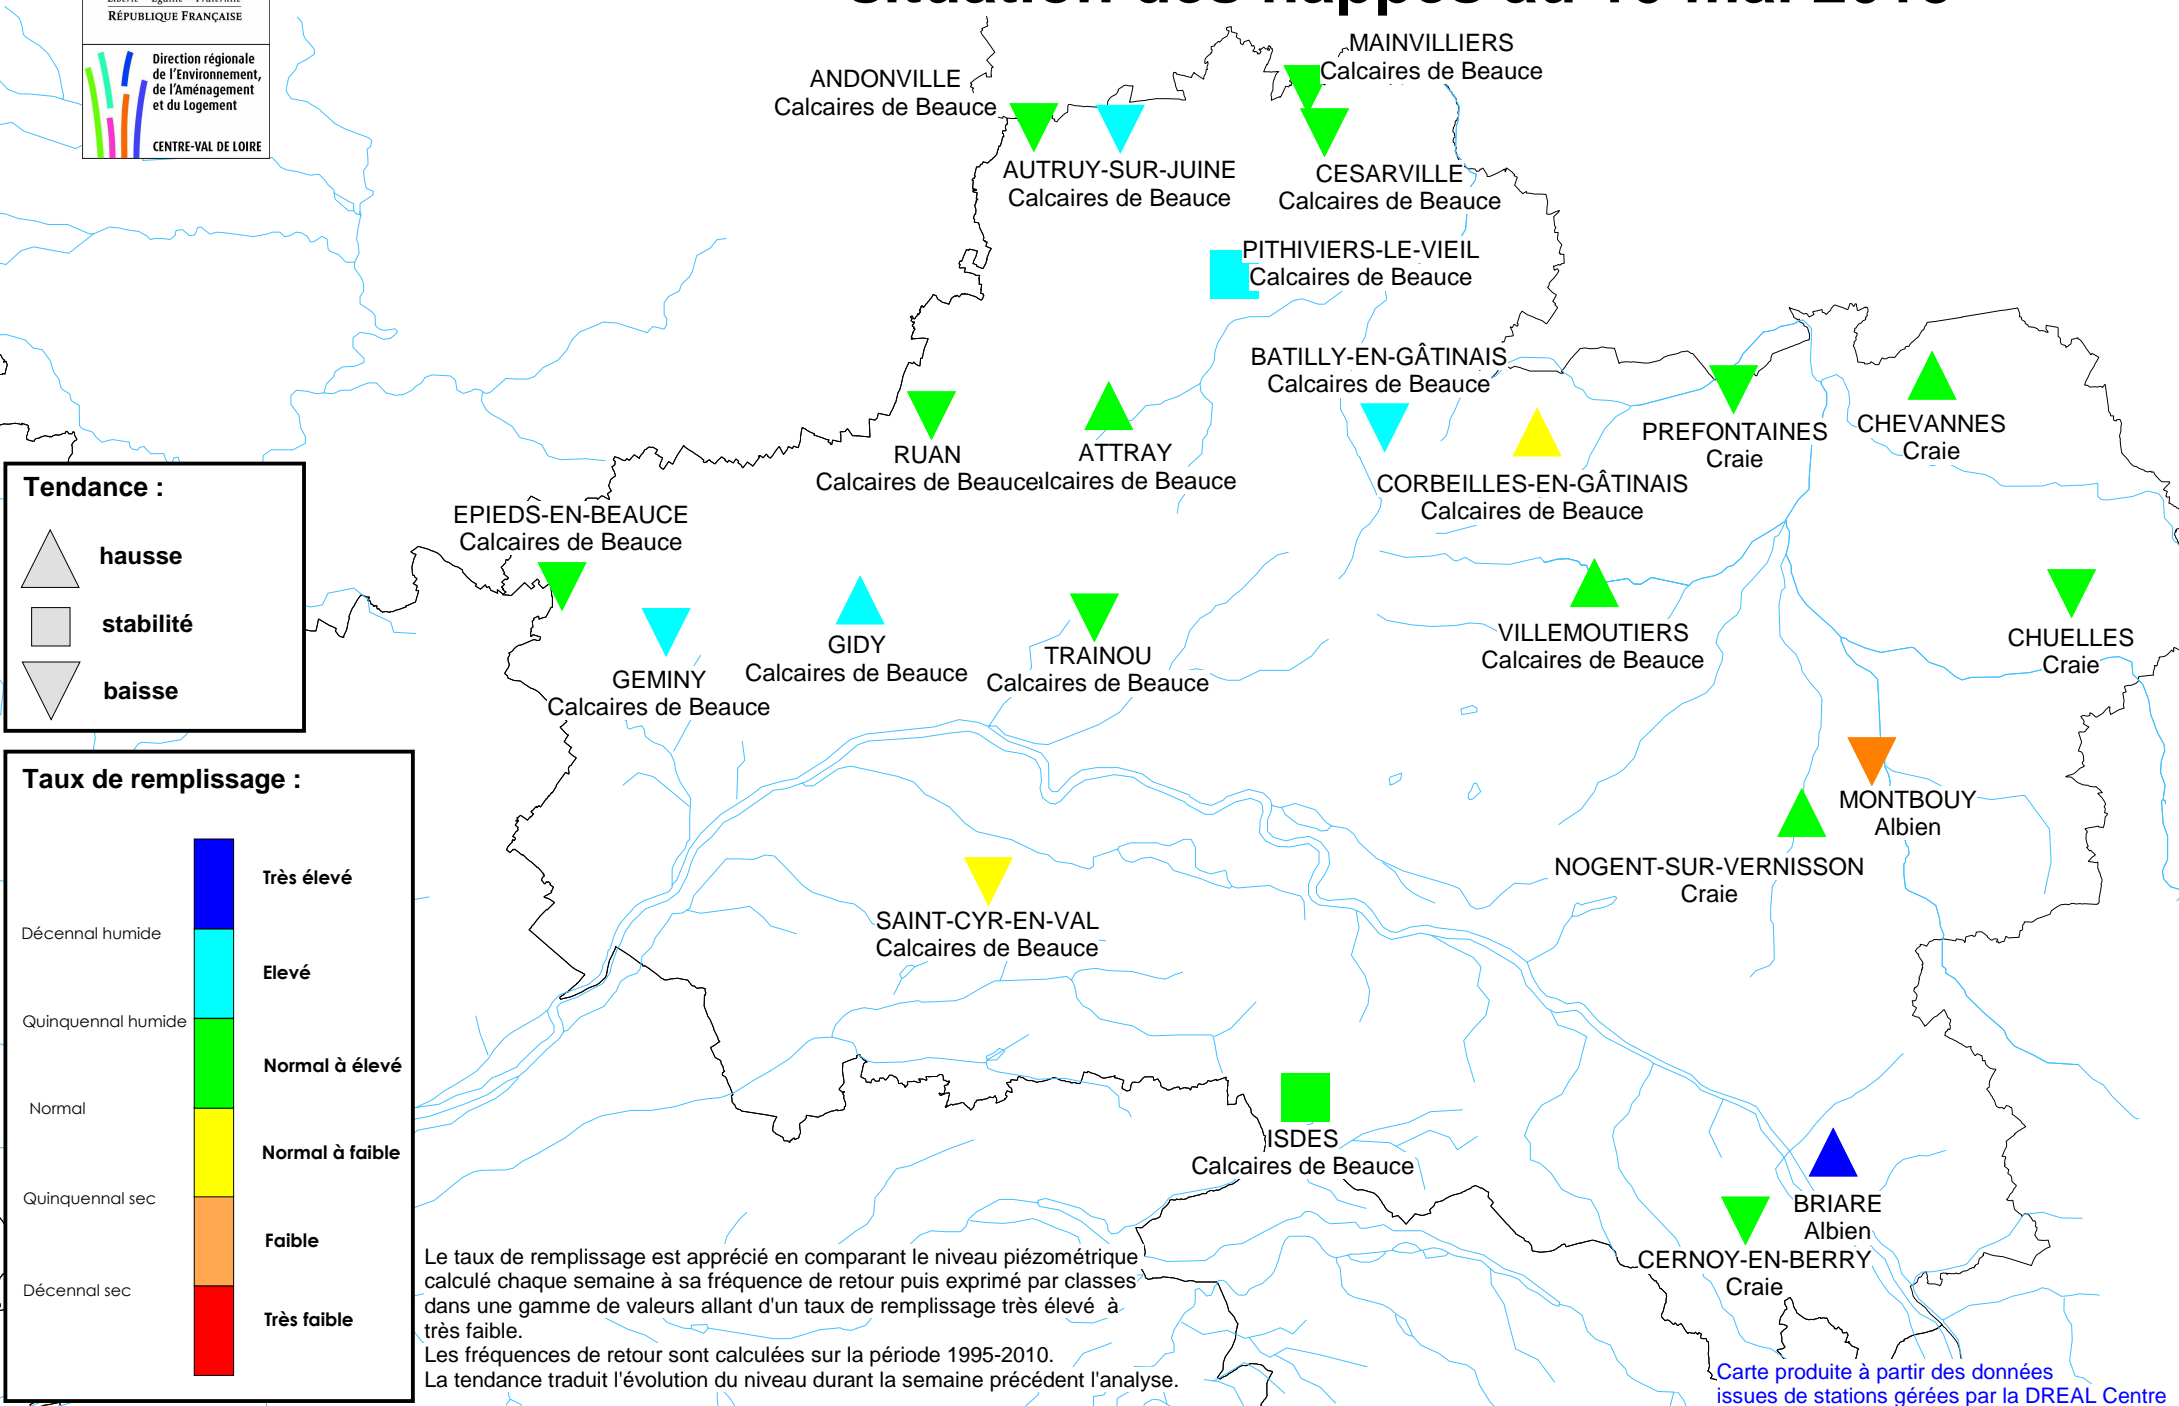 RÉPUBLIQUE FRANÇAISE
Direction régionale
de l'Environnement,
de l'Aménagement
et du Logement
CENTRE-VAL DE LOIRE
MAINVILLIERS
Calcaires de Beauce
ANDONVILLE
Calcaires de Beauce
AUTRUY-SUR-JUINE
Calcaires de Beauce
CESARVILLE
Calcaires de Beauce
PITHIVIERS-LE-VIEIL
Calcaires de Beauce
BATILLY-EN-GÂTINAIS
Calcaires de Beauce
RUAN
Calcaires de Beauce
ATTRAY
lcaires de Beauce
CORBEILLES-EN-GÂTINAIS
Calcaires de Beauce
PREFONTAINES
Craie
CHEVANNES
Craie
EPIEDS-EN-BEAUCE
Calcaires de Beauce
GEMINY
Calcaires de Beauce
GIDY
Calcaires de Beauce
TRAINOU
Calcaires de Beauce
VILLEMOUTIERS
Calcaires de Beauce
CHUELLES
Craie
MONTBOUY
Albien
NOGENT-SUR-VERNISSON
Craie
SAINT-CYR-EN-VAL
Calcaires de Beauce
ISDES
Calcaires de Beauce
BRIARE
Albien
CERNOY-EN-BERRY
Craie
Tendance :
hausse
stabilité
baisse
Taux de remplissage :
Très élevé
Décennal humide
Elevé
Quinquennal humide
Normal à élevé
Normal
Normal à faible
Quinquennal sec
Faible
Décennal sec
Très faible
Le taux de remplissage est apprécié en comparant le niveau piézométrique
calculé chaque semaine à sa fréquence de retour puis exprimé par classes
dans une gamme de valeurs allant d'un taux de remplissage très élevé à
très faible.
Les fréquences de retour sont calculées sur la période 1995-2010.
La tendance traduit l'évolution du niveau durant la semaine précédent l'analyse.
Carte produite à partir des données
issues de stations gérées par la DREAL Centre